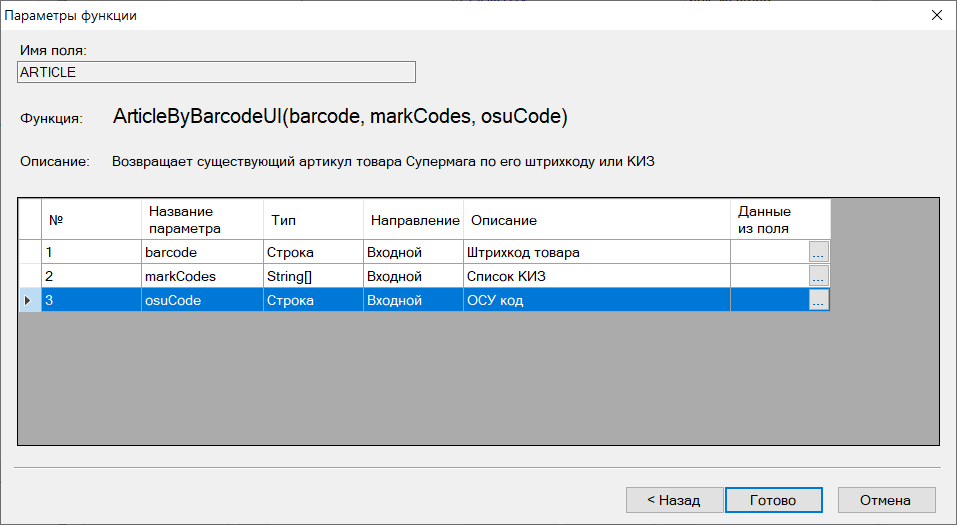 Параметры функции
Имя поля:
ARTICLE
Функция: ArticleByBarcodeUI(barcode, markCodes, osuCode)
Описание: Возвращает существующий артикул товара Супермага по его штрихкоду или КИЗ
№ Название параметра Тип Направление Описание Данные из поля
1 barcode Строка Входной Штрихкод товара ...
2 markCodes String[] Входной Список КИЗ ...
3 osuCode Строка Входной ОСУ код ...
< Назад Готово Отмена